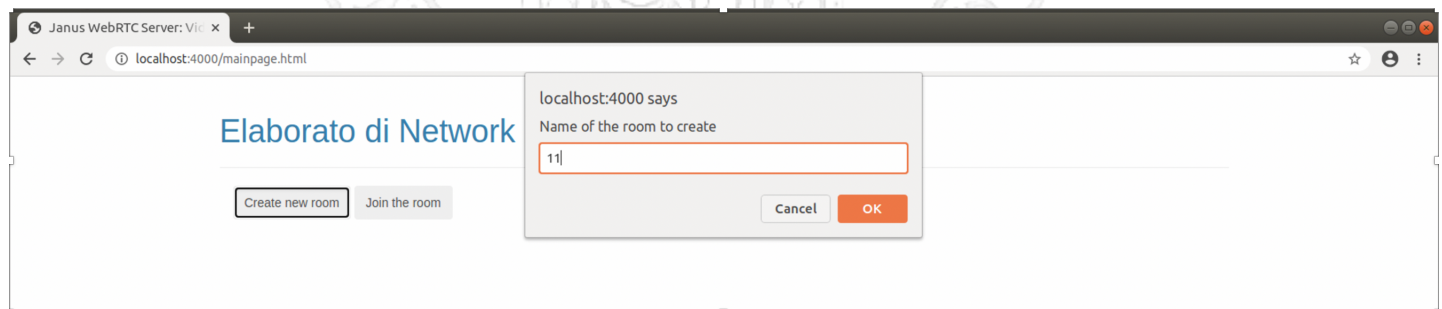 Janus WebRTC Server: Vic
localhost:4000/mainpage.html
localhost:4000 says
Name of the room to create
11
Cancel OK
Elaborato di Network
Create new room Join the room